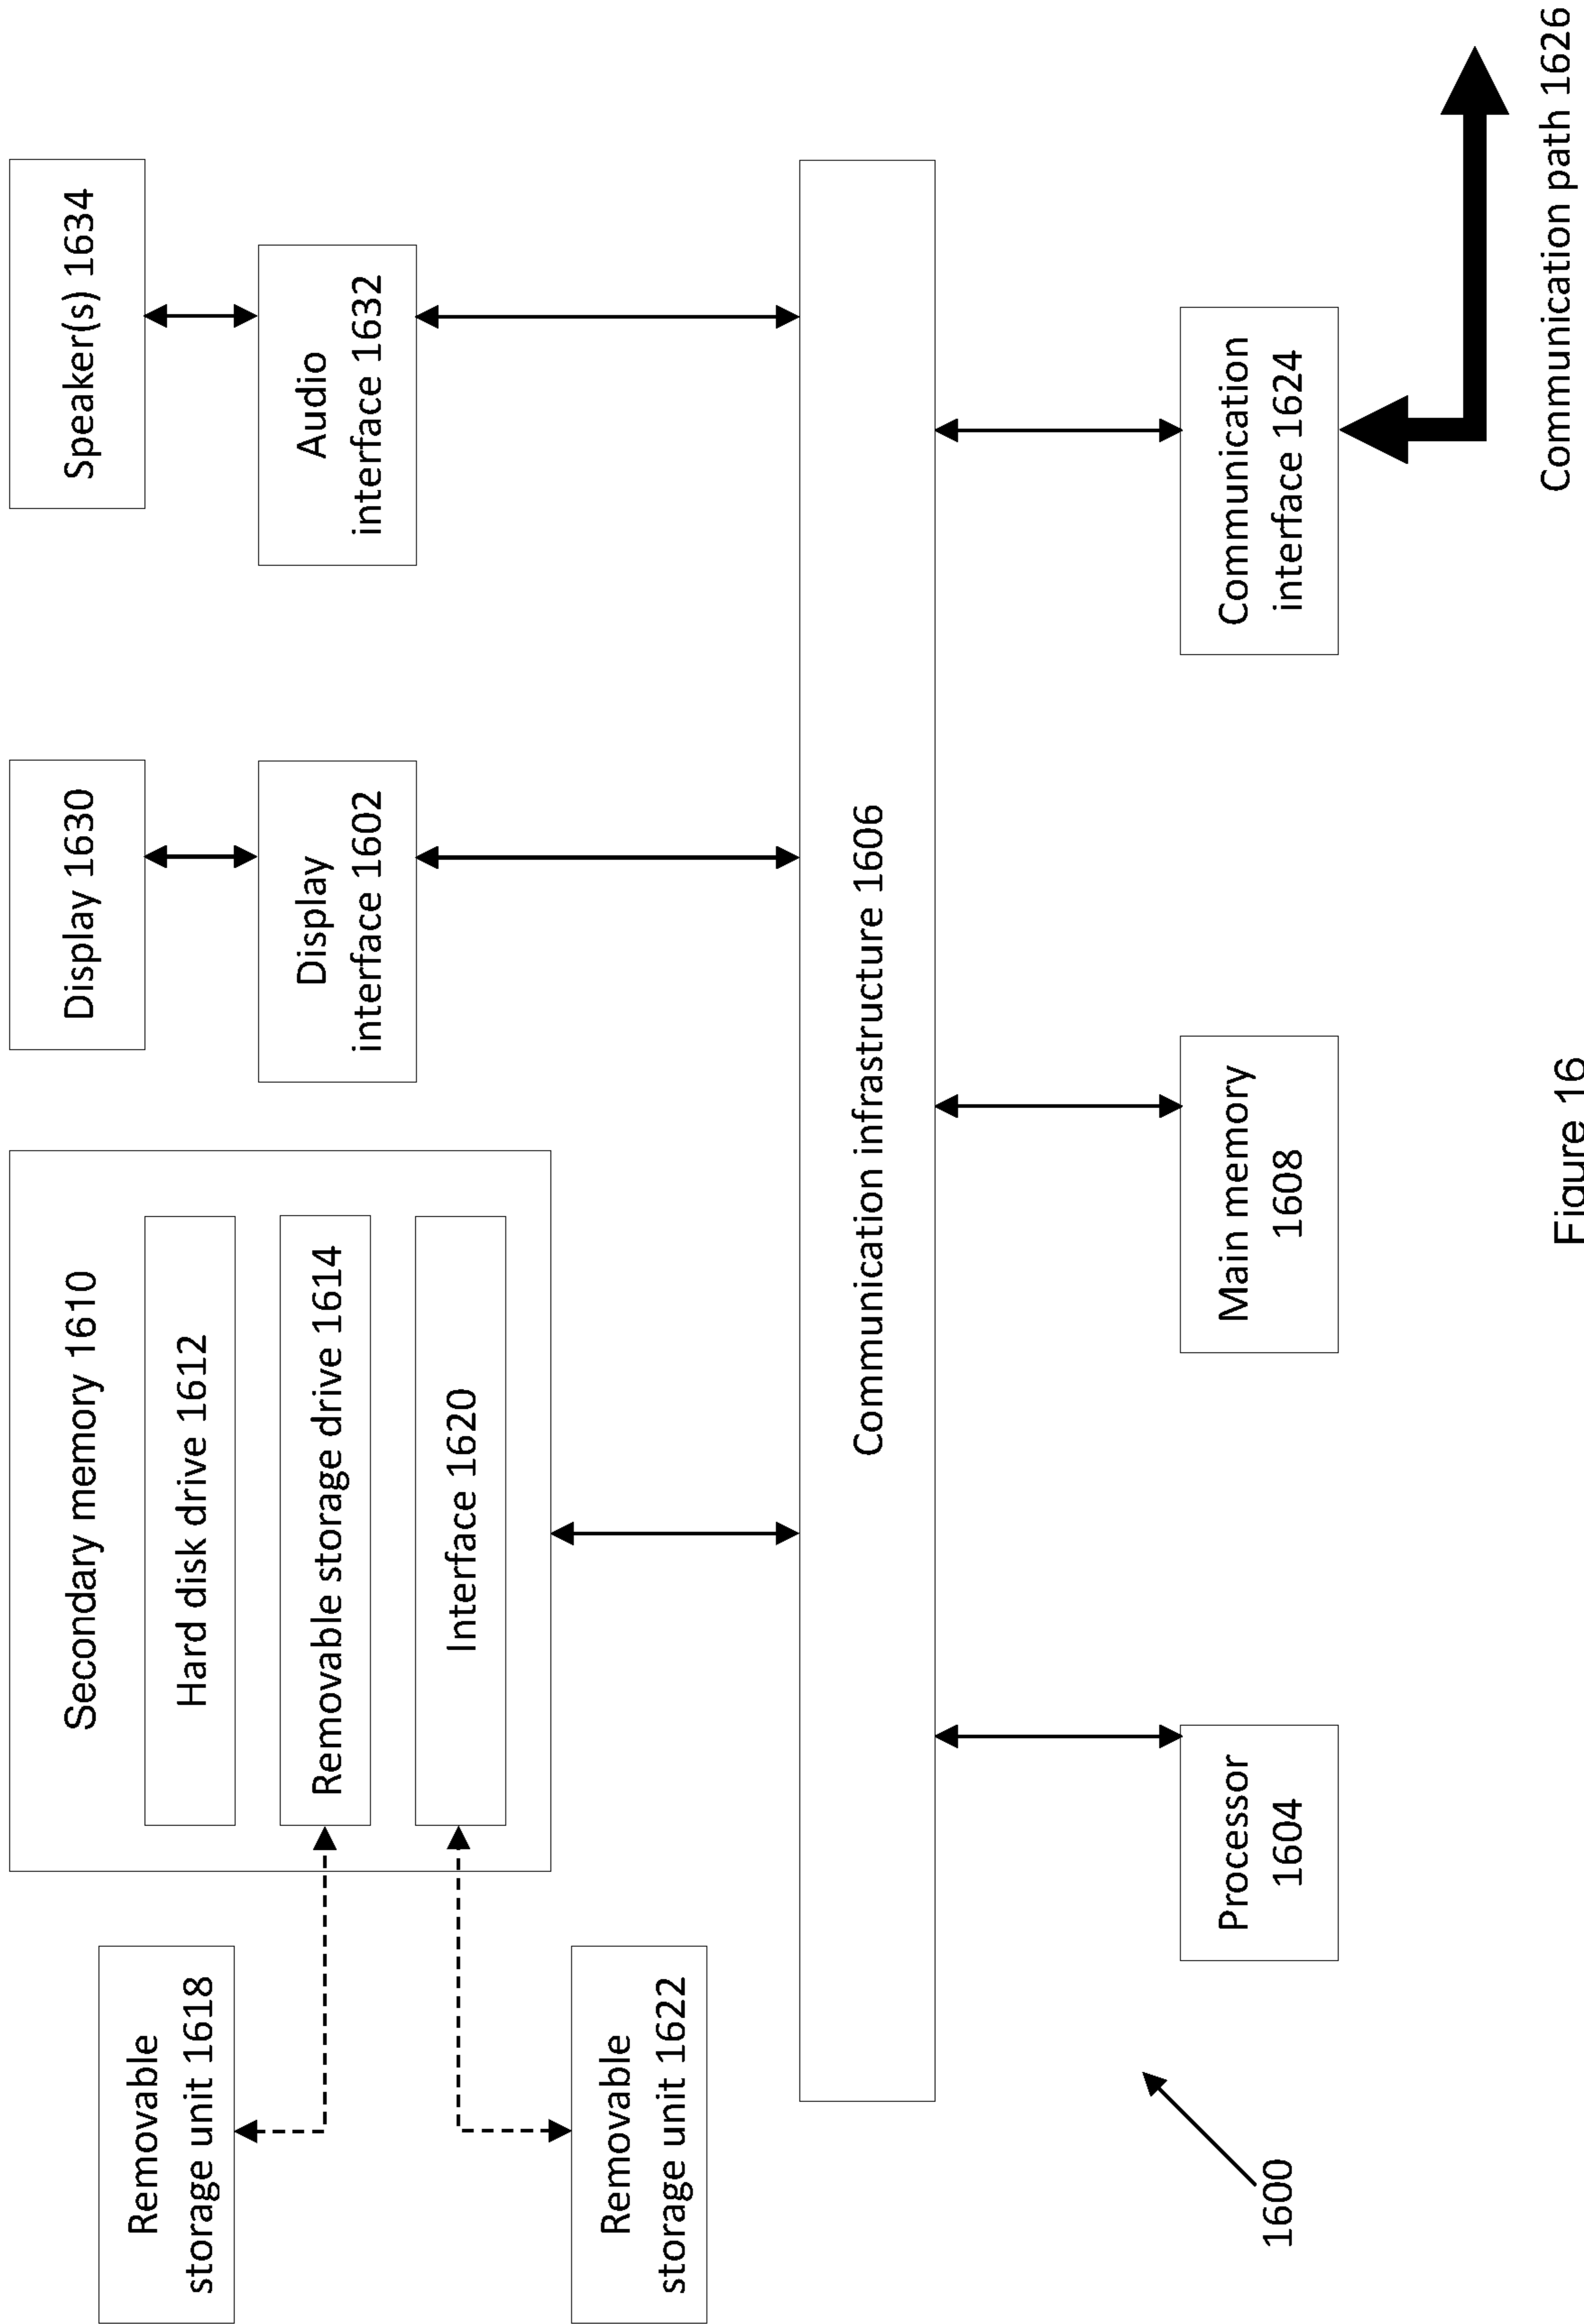 Removable
storage unit 1618
Secondary memory 1610
Hard disk drive 1612
Removable storage drive 1614
Interface 1620
Removable
storage unit 1622
Display 1630
Display
interface 1602
Speaker(s) 1634
Audio
interface 1632
Communication infrastructure 1606
1600
Processor
1604
Main memory
1608
Communication
interface 1624
Communication path 1626
Figure 16